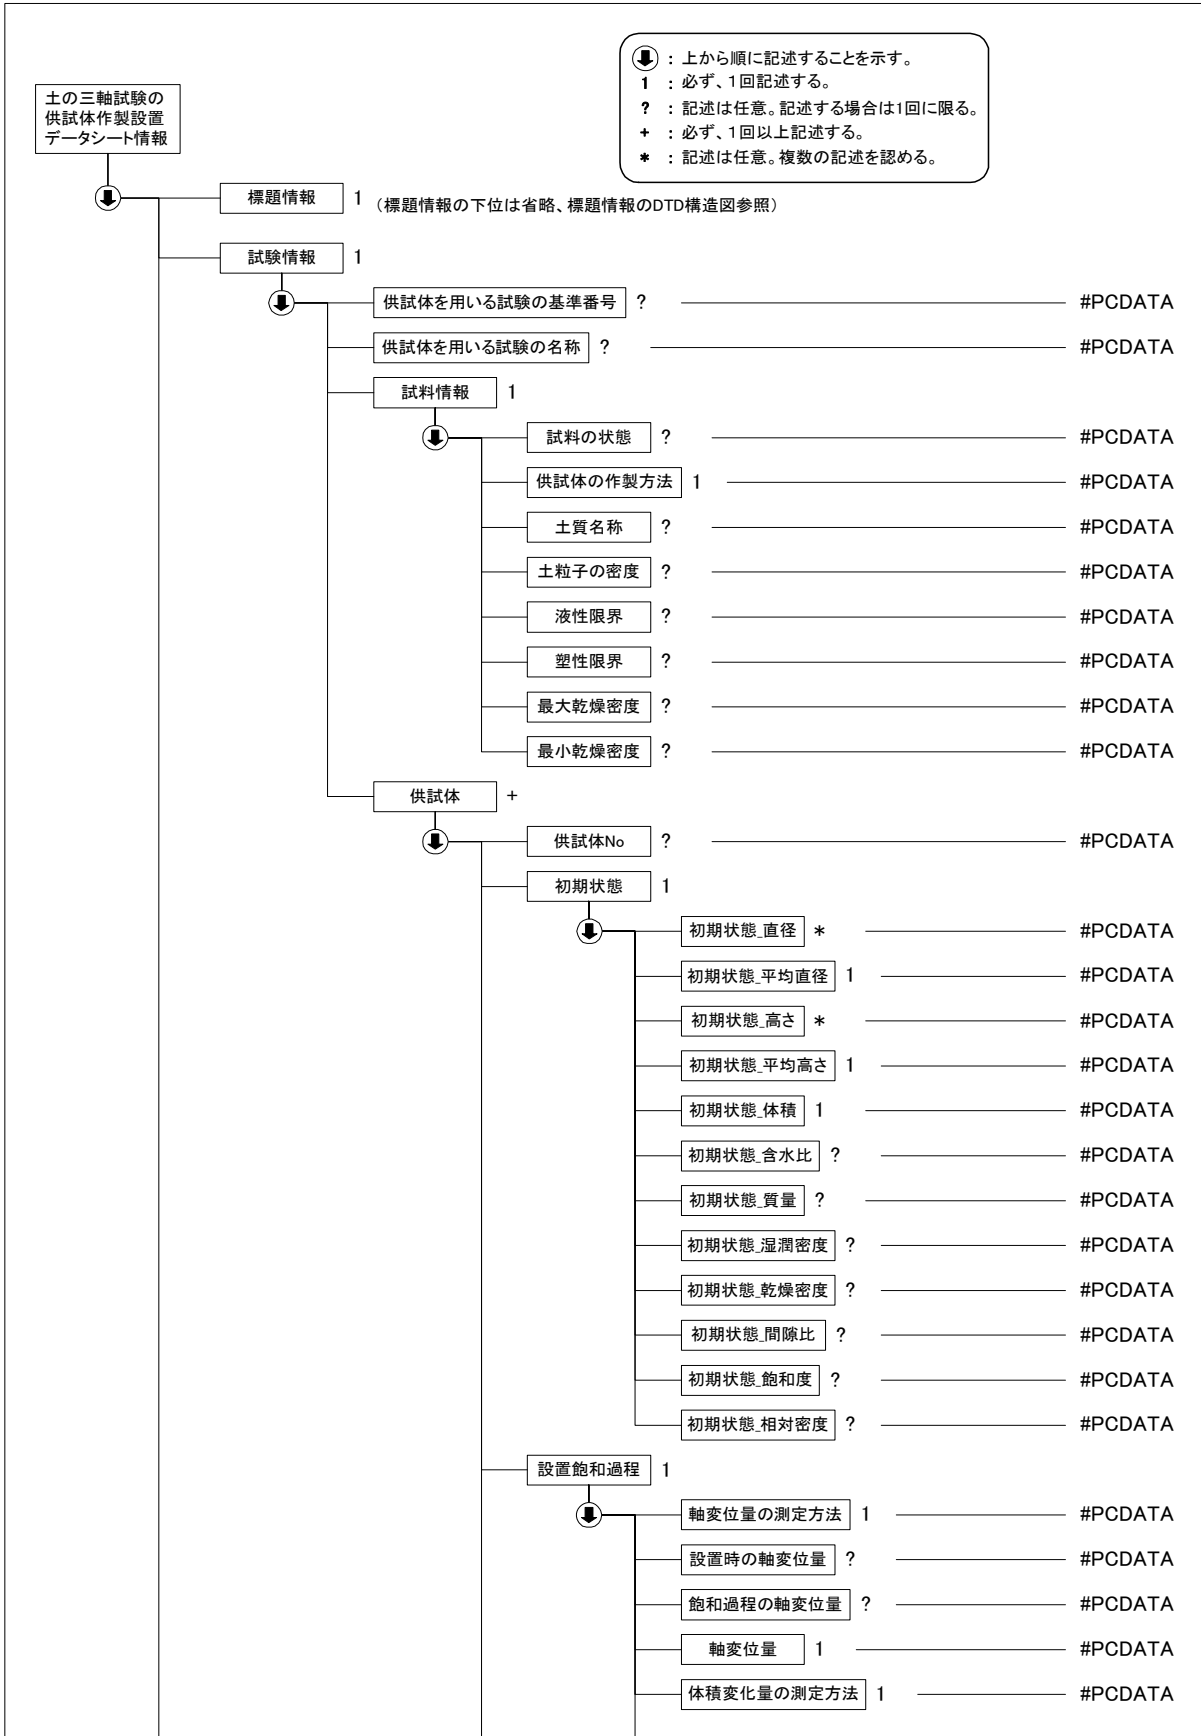 : 上から順に記述することを示す。
1 : 必ず、1回記述する。
? : 記述は任意。記述する場合は1回に限る。
+ : 必ず、1回以上記述する。
* : 記述は任意。複数の記述を認める。
土の三軸試験の
供試体作製設置
データシート情報
標題情報 1 (標題情報の下位は省略、標題情報のDTD構造図参照)
試験情報 1
供試体を用いる試験の基準番号 ? #PCDATA
供試体を用いる試験の名称 ? #PCDATA
試料情報 1
試料の状態 ? #PCDATA
供試体の作製方法 1 #PCDATA
土質名称 ? #PCDATA
土粒子の密度 ? #PCDATA
液性限界 ? #PCDATA
塑性限界 ? #PCDATA
最大乾燥密度 ? #PCDATA
最小乾燥密度 ? #PCDATA
供試体 +
供試体No ? #PCDATA
初期状態 1
初期状態_直径 * #PCDATA
初期状態_平均直径 1 #PCDATA
初期状態_高さ * #PCDATA
初期状態_平均高さ 1 #PCDATA
初期状態_体積 1 #PCDATA
初期状態_含水比 ? #PCDATA
初期状態_質量 ? #PCDATA
初期状態_湿潤密度 ? #PCDATA
初期状態_乾燥密度 ? #PCDATA
初期状態_間隙比 ? #PCDATA
初期状態_飽和度 ? #PCDATA
初期状態_相対密度 ? #PCDATA
設置飽和過程 1
軸変位量の測定方法 1 #PCDATA
設置時の軸変位量 ? #PCDATA
飽和過程の軸変位量 ? #PCDATA
軸変位量 1 #PCDATA
体積変化量の測定方法 1 #PCDATA